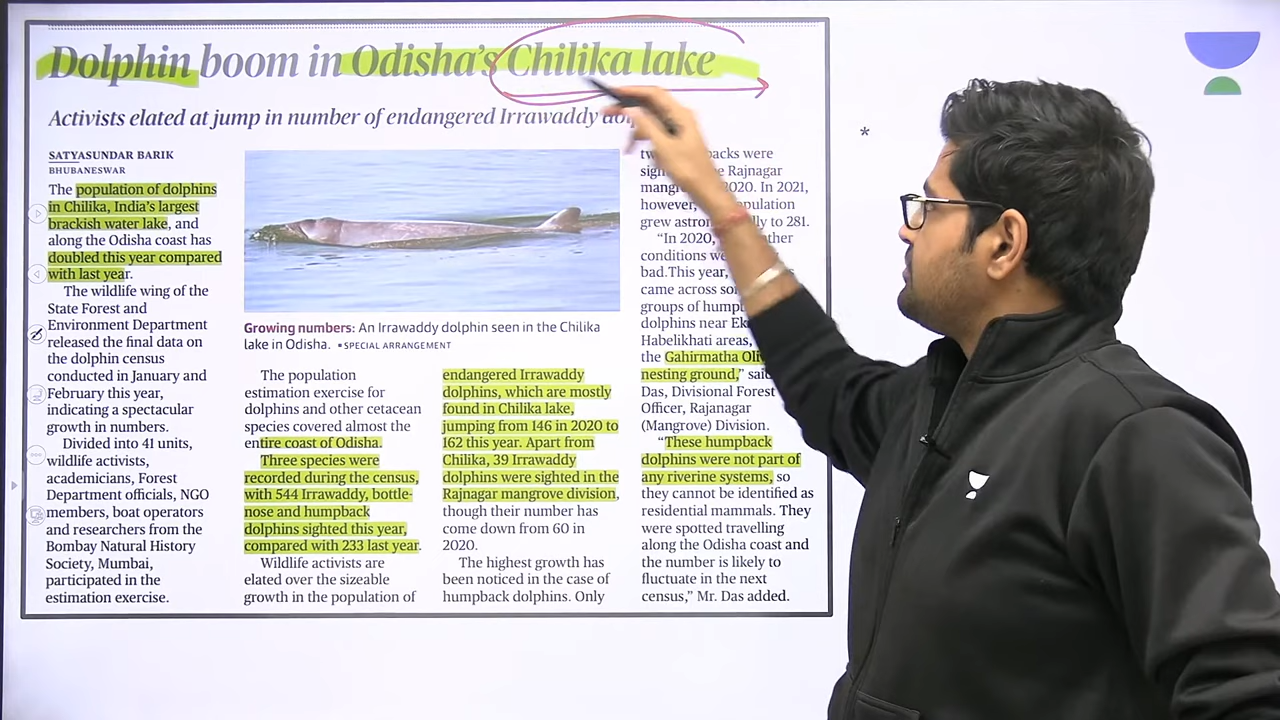 Dolphin boom in Odisha's Chilika lake
Activists elated at jump in number of endangered Irrawaddy
SATYASUNDAR BARIK
BHUBANESWAR
The population of dolphins
in Chilika, India's largest
brackish water lake, and
along the Odisha coast has
doubled this year compared
with last year.
The wildlife wing of the
State Forest and
Environment Department
released the final data on
the dolphin census
conducted in January and
February this year,
indicating a spectacular
growth in numbers.
Divided into 41 units,
wildlife activists,
academicians, Forest
Department officials, NGO
members, boat operators
and researchers from the
Bombay Natural History
Society, Mumbai,
participated in the
estimation exercise.
Growing numbers: An Irrawaddy dolphin seen in the Chilika
lake in Odisha. ▪SPECIAL ARRANGEMENT
The population
estimation exercise for
dolphins and other cetacean
species covered almost the
entire coast of Odisha.
Three species were
recorded during the census,
with 544 Irrawaddy, bottle-
nose and humpback
dolphins sighted this year,
compared with 233 last year.
Wildlife activists are
elated over the sizeable
growth in the population of
endangered Irrawaddy
dolphins, which are mostly
found in Chilika lake,
jumping from 146 in 2020 to
162 this year. Apart from
Chilika, 39 Irrawaddy
dolphins were sighted in the
Rajnagar mangrove division,
though their number has
come down from 60 in
2020.
The highest growth has
been noticed in the case of
humpback dolphins. Only
were
Rajnagar
2020. In 2021,
however,
grew to 281.
"In 2020,
conditions
bad.This year,
came across
groups of
dolphins near
Habelikhati areas,
the Gahirmatha
nesting ground,"
Das, Divisional Forest
Officer, Rajanagar
(Mangrove) Division.
"These humpback
dolphins were not part of
any riverine systems, so
they cannot be identified as
residential mammals. They
were spotted travelling
along the Odisha coast and
the number is likely to
fluctuate in the next
census," Mr. Das added.
*